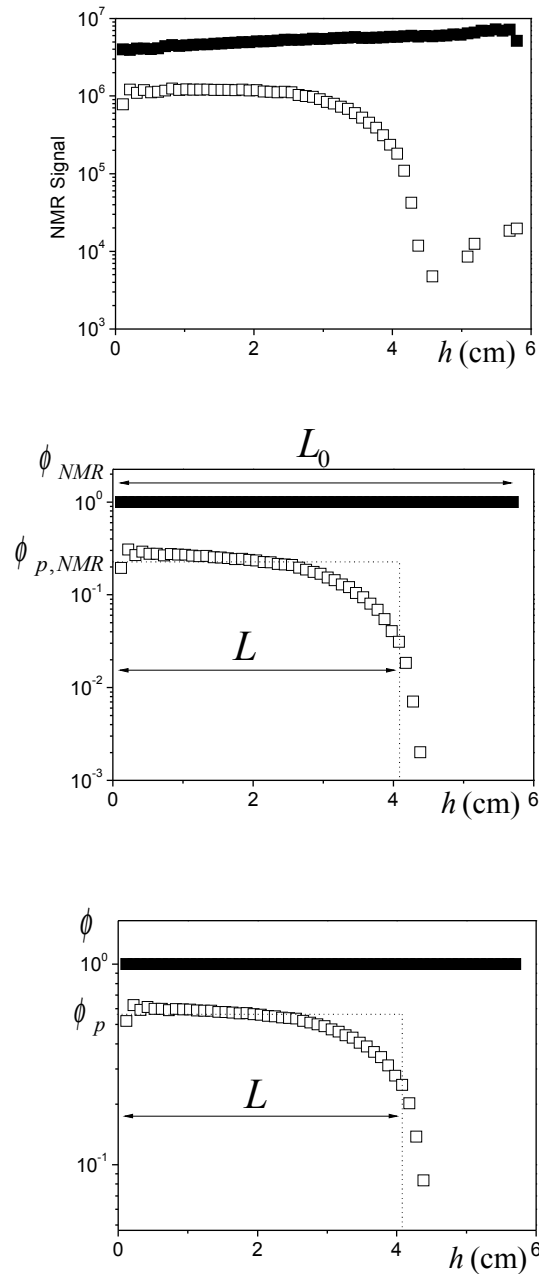 10^7
10^6
10^5
10^4
10^3
NMR Signal
0 2 4 6
h (cm)
ϕ_NMR
L_0
10^0
ϕ_p,NMR
10^-1
L
10^-2
10^-3
0 2 4 6
h (cm)
ϕ
10^0
ϕ_p
L
10^-1
0 2 4 6
h (cm)